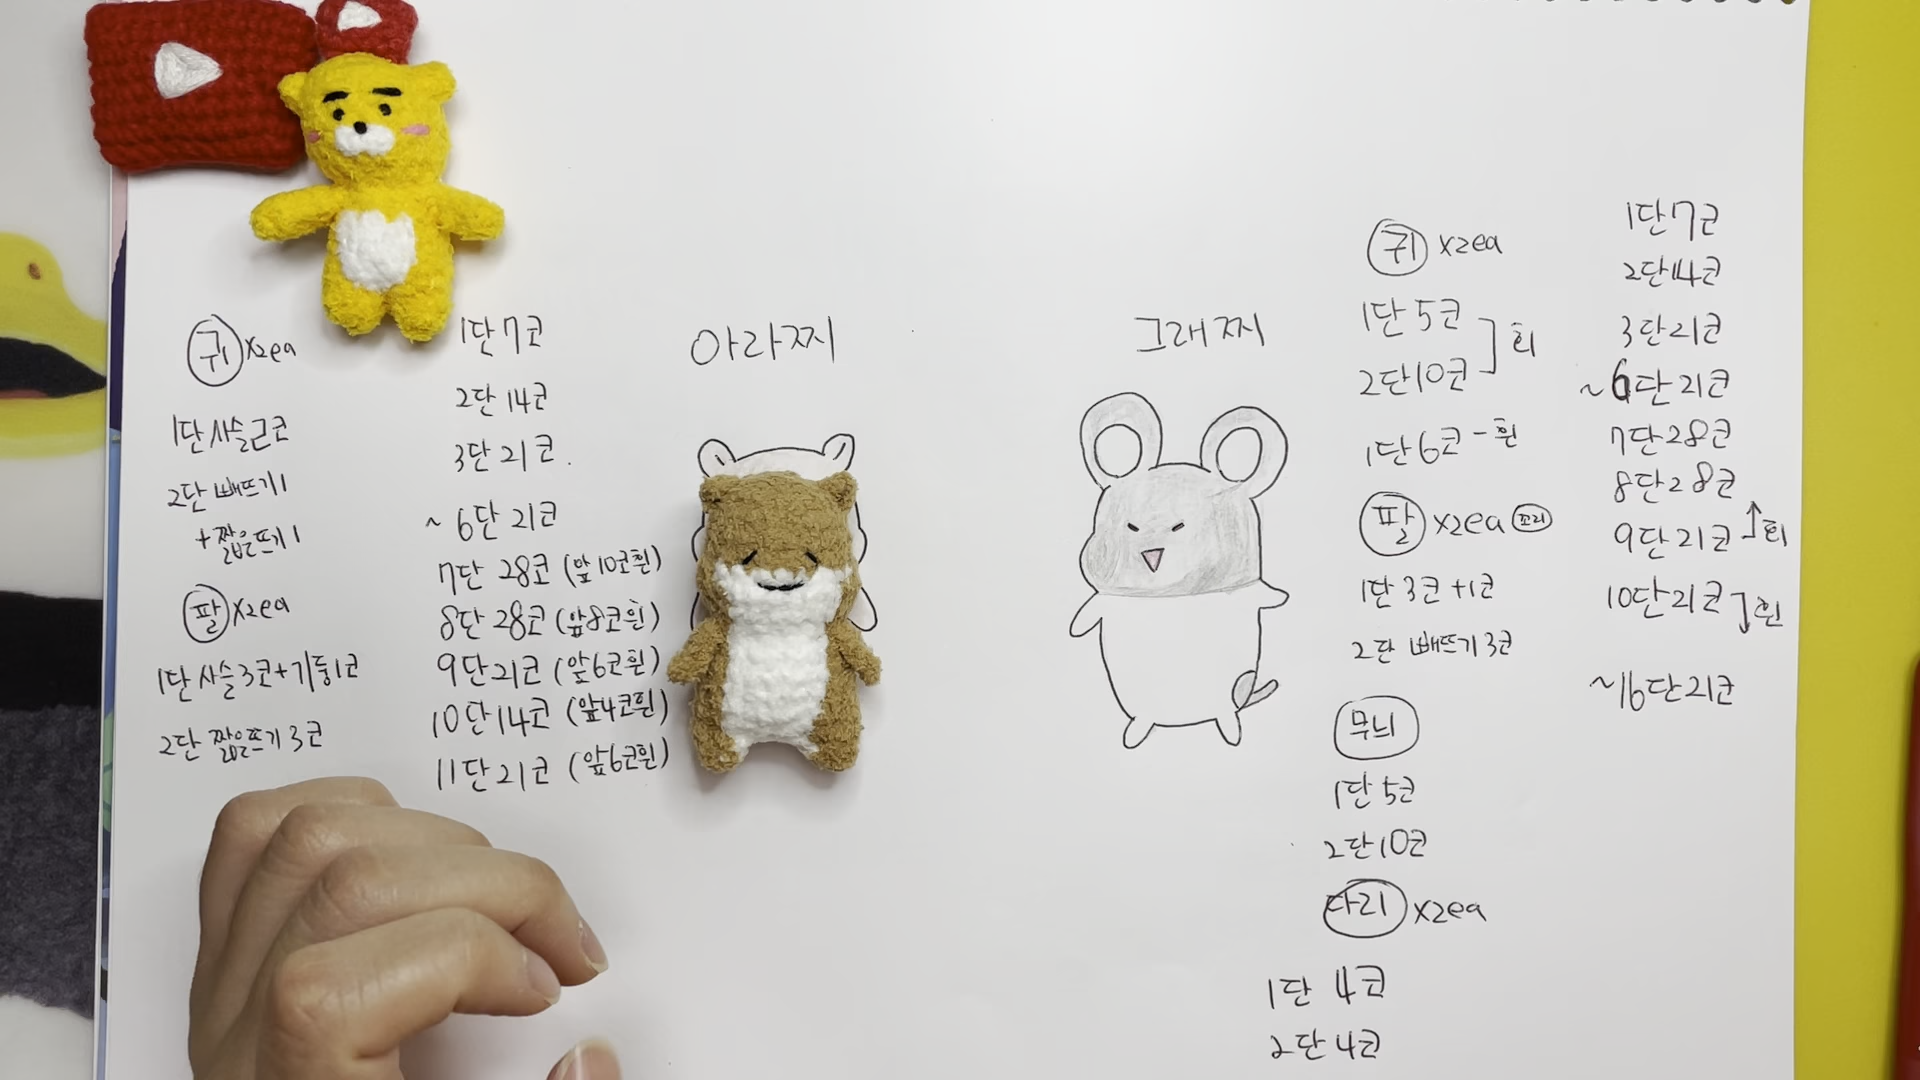 귀 x2ea
1단 사슬2코
2단 빼뜨기1
+짧은뜨기1
팔 x2ea
1단 사슬3코+기둥1코
2단 짧은뜨기 3코
1단 7코
2단 14코
3단 21코.
~6단 21코
7단 28코 (앞10코흰)
8단 28코 (앞8코흰)
9단 21코 (앞6코흰)
10단 14코 (앞4코흰)
11단 21코 (앞6코흰)
아라찌
그래찌
귀 x2ea
1단 5코
2단 10코
회
1단 6코 - 흰
팔 x2ea 꼬리
1단 3코 +1코
2단 빼뜨기 3코
무늬
1단 5코
2단 10코
다리 x2ea
1단 4코
2단 4코
1단 7코
2단 14코
3단 21코
~6단 21코
7단 28코
8단 28코
9단 21코 ↑회
10단 21코 ↓흰
~16단 21코